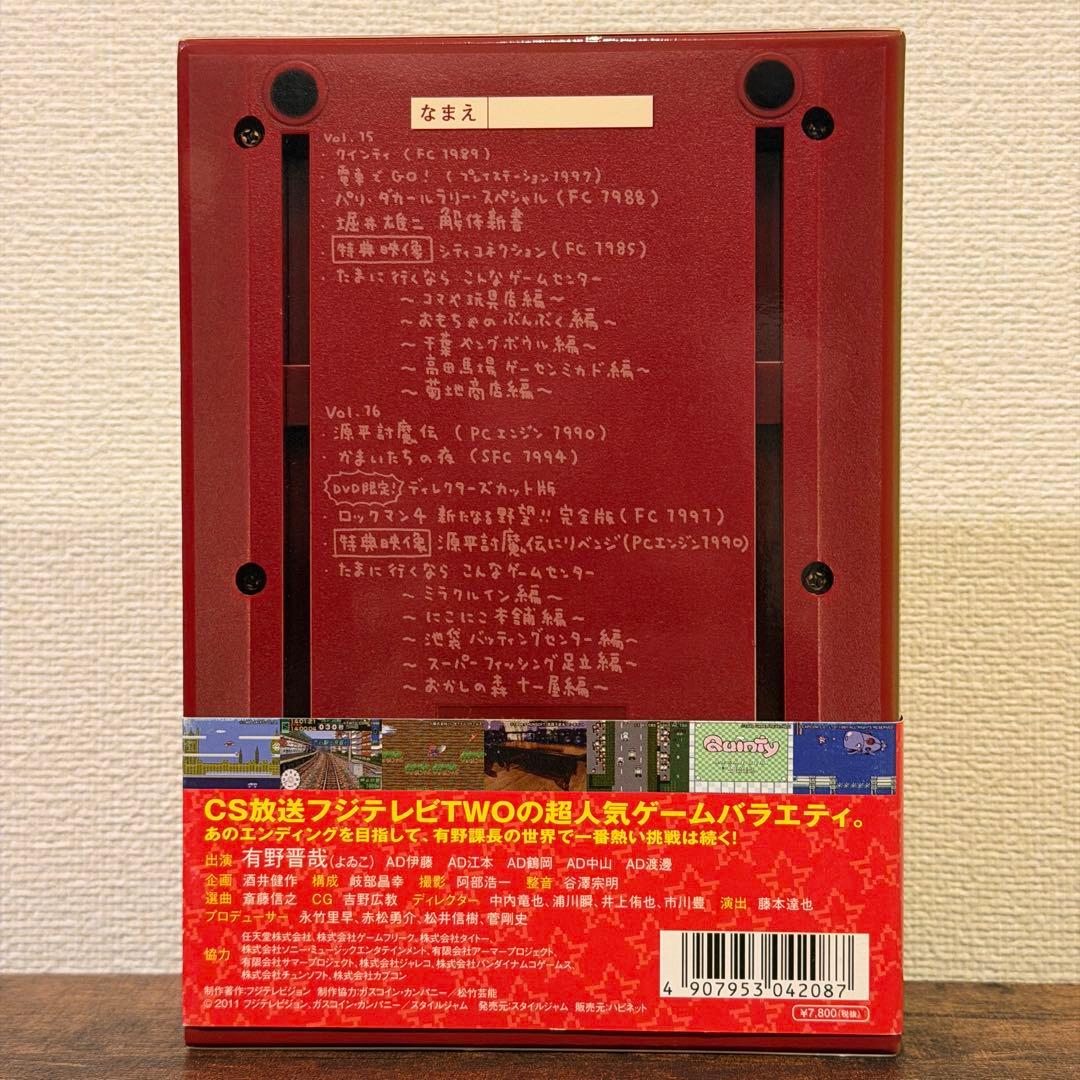 なまえ
Vol.15
・クインティ (FC 1989)
・電車でGO! (プレイステーション1997)
・パリ・ダカールラリー・スペシャル (FC 1988)
堀井雄二 解体新書
特典映像 シティコネクション(FC 1985)
・たまに行くなら こんなゲームセンター
〜コマや玩具店編〜
〜おもちゃのぶんぶく編〜
〜千葉ヤングボウル編〜
〜高田馬場ゲーセンミカド編〜
〜菊地商店編〜
Vol.16
・源平討魔伝 (PCエンジン1990)
・かまいたちの夜 (SFC 1994)
DVD限定! ディレクターズカット版
ロックマン4 新たなる野望!! 完全版(FC 1991)
特典映像 源平討魔伝にリベンジ(PCエンジン1990)
・たまに行くなら こんなゲームセンター
〜ミラクルイン編〜
〜にこにこ本舗編〜
〜池袋バッティングセンター編〜
〜スーパーフィッシング足立編〜
〜おかしの森 十一屋編〜
Quinty
CS放送フジテレビTWOの超人気ゲームバラエティ。
あのエンディングを目指して、有野課長の世界で一番熱い挑戦は続く!
出演 有野晋哉(よゐこ) AD伊藤 AD江本 AD鶴岡 AD中山 AD渡邊
企画 酒井健作 構成 岐部昌幸 撮影 阿部浩一 整音 谷澤宗明
選曲 斎藤信之 CG 吉野広教 ディレクター 中内竜也、浦川瞬、井上侑也、市川豊 演出 藤本達也
プロデューサー 永竹里早、赤松勇介、松井信樹、菅剛史
協力 任天堂株式会社、株式会社ゲームフリーク、株式会社タイトー、
株式会社ソニー・ミュージックエンタテインメント、有限会社アーマープロジェクト、
有限会社サマープロジェクト、株式会社ジャレコ、株式会社バンダイナムコゲームス、
株式会社チュンソフト、株式会社カプコン
制作著作:フジテレビジョン 制作協力:ガスコイン・カンパニー/松竹芸能
© 2011 フジテレビジョン、ガスコイン・カンパニー/スタイルジャム 発売元:スタイルジャム 販売元:ハピネット
4 907953 042087
¥7,800(税抜)